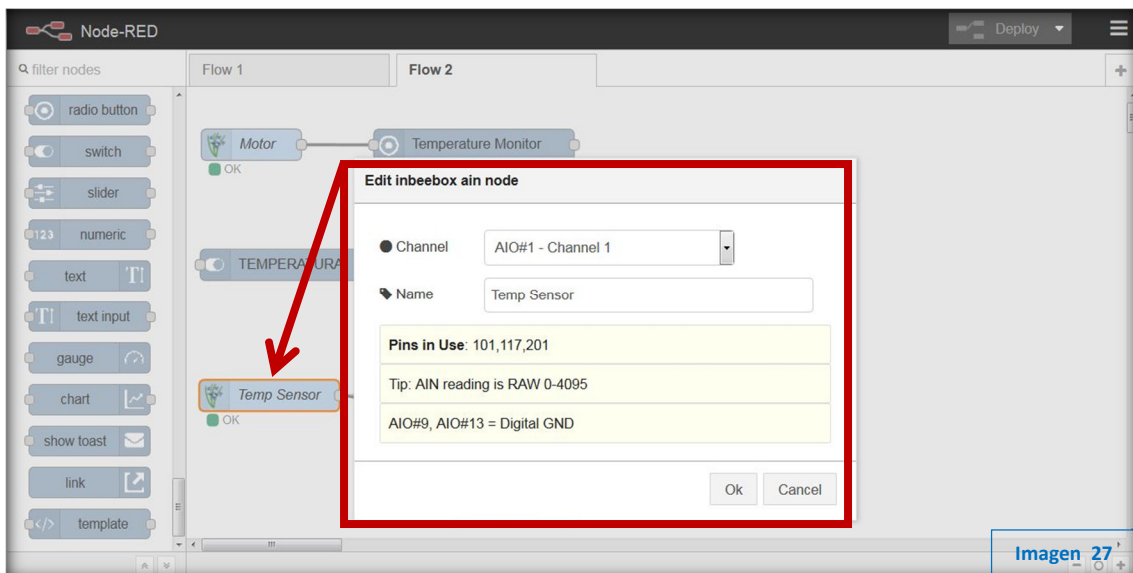 Node-RED
Deploy
filter nodes
Flow 1
Flow 2
radio button
switch
slider
123 numeric
text
text input
gauge
chart
show toast
link
template
Motor
OK
Temperature Monitor
TEMPERATURA
Temp Sensor
OK
Edit inbeebox ain node
Channel
AIO#1 - Channel 1
Name
Temp Sensor
Pins in Use: 101,117,201
Tip: AIN reading is RAW 0-4095
AIO#9, AIO#13 = Digital GND
Ok
Cancel
Imagen 27